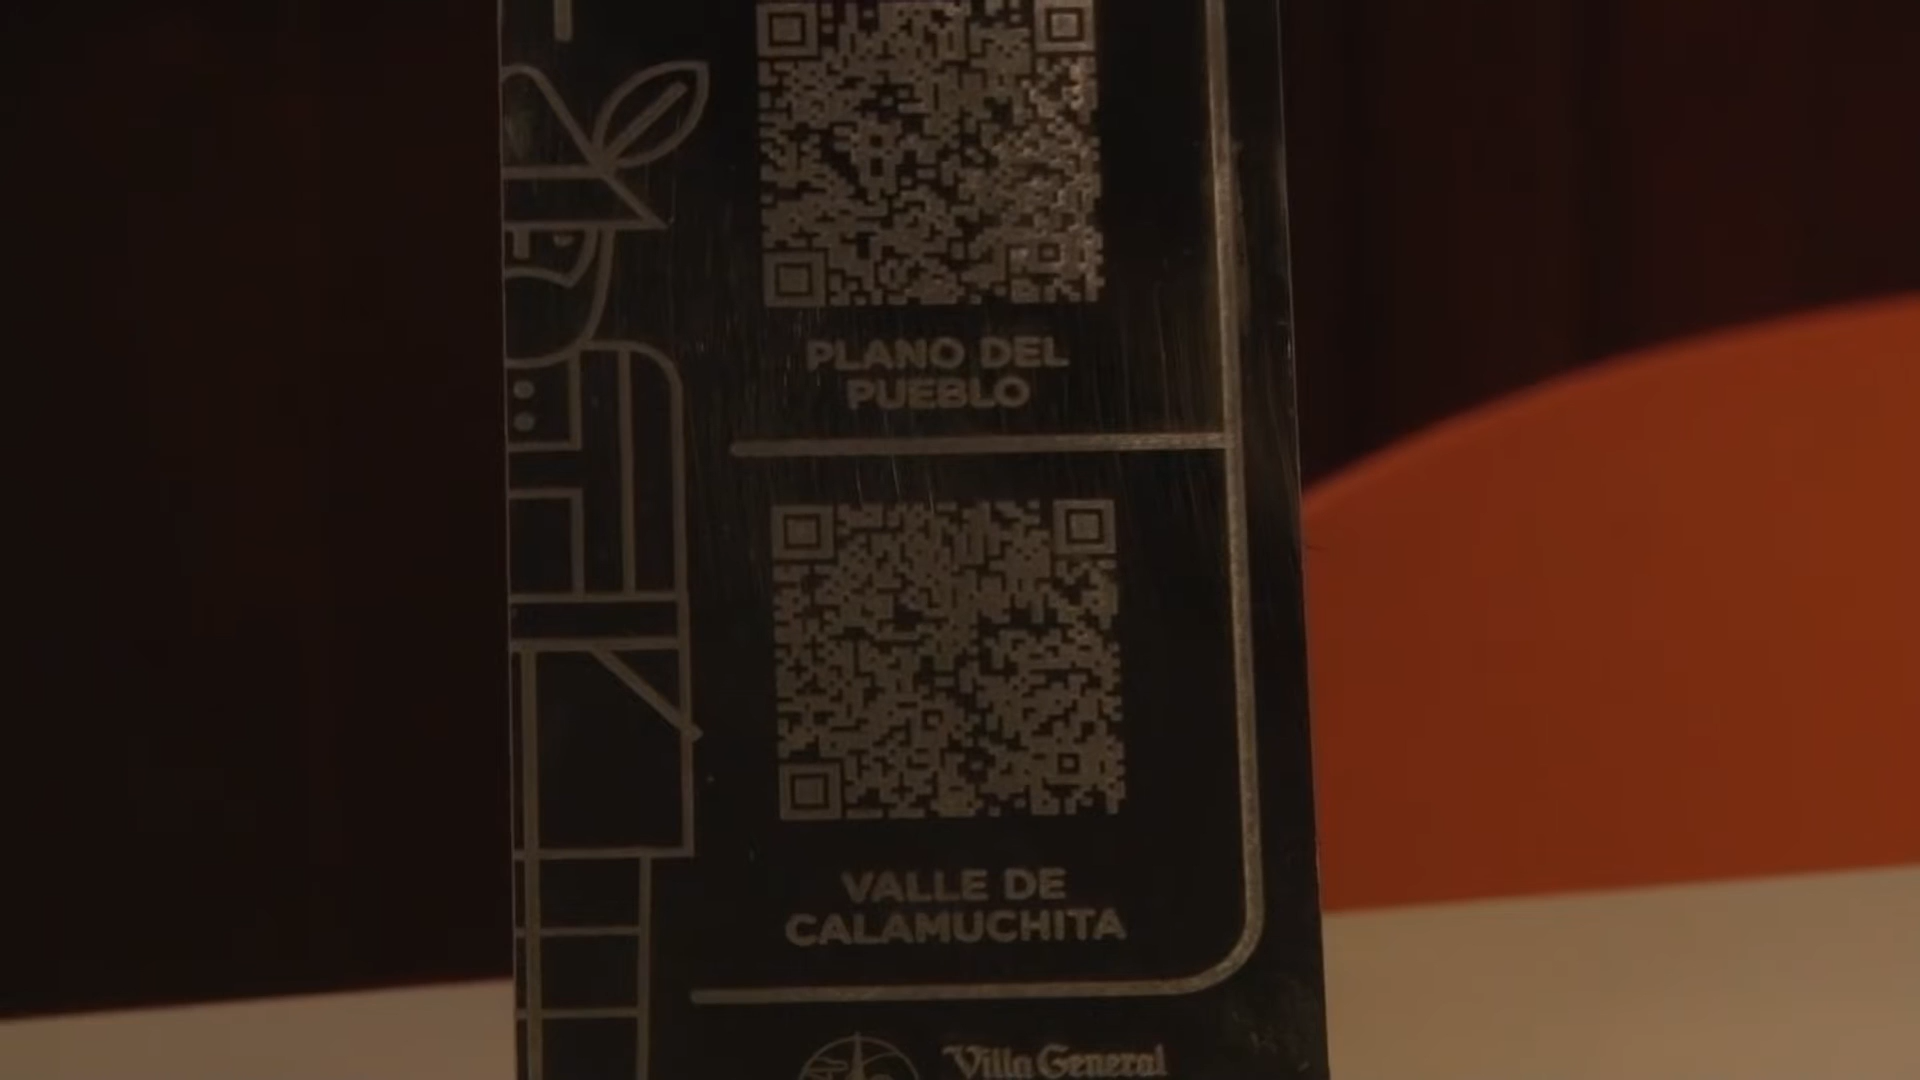 PLANO DEL
PUEBLO
VALLE DE
CALAMUCHITA
Villa General